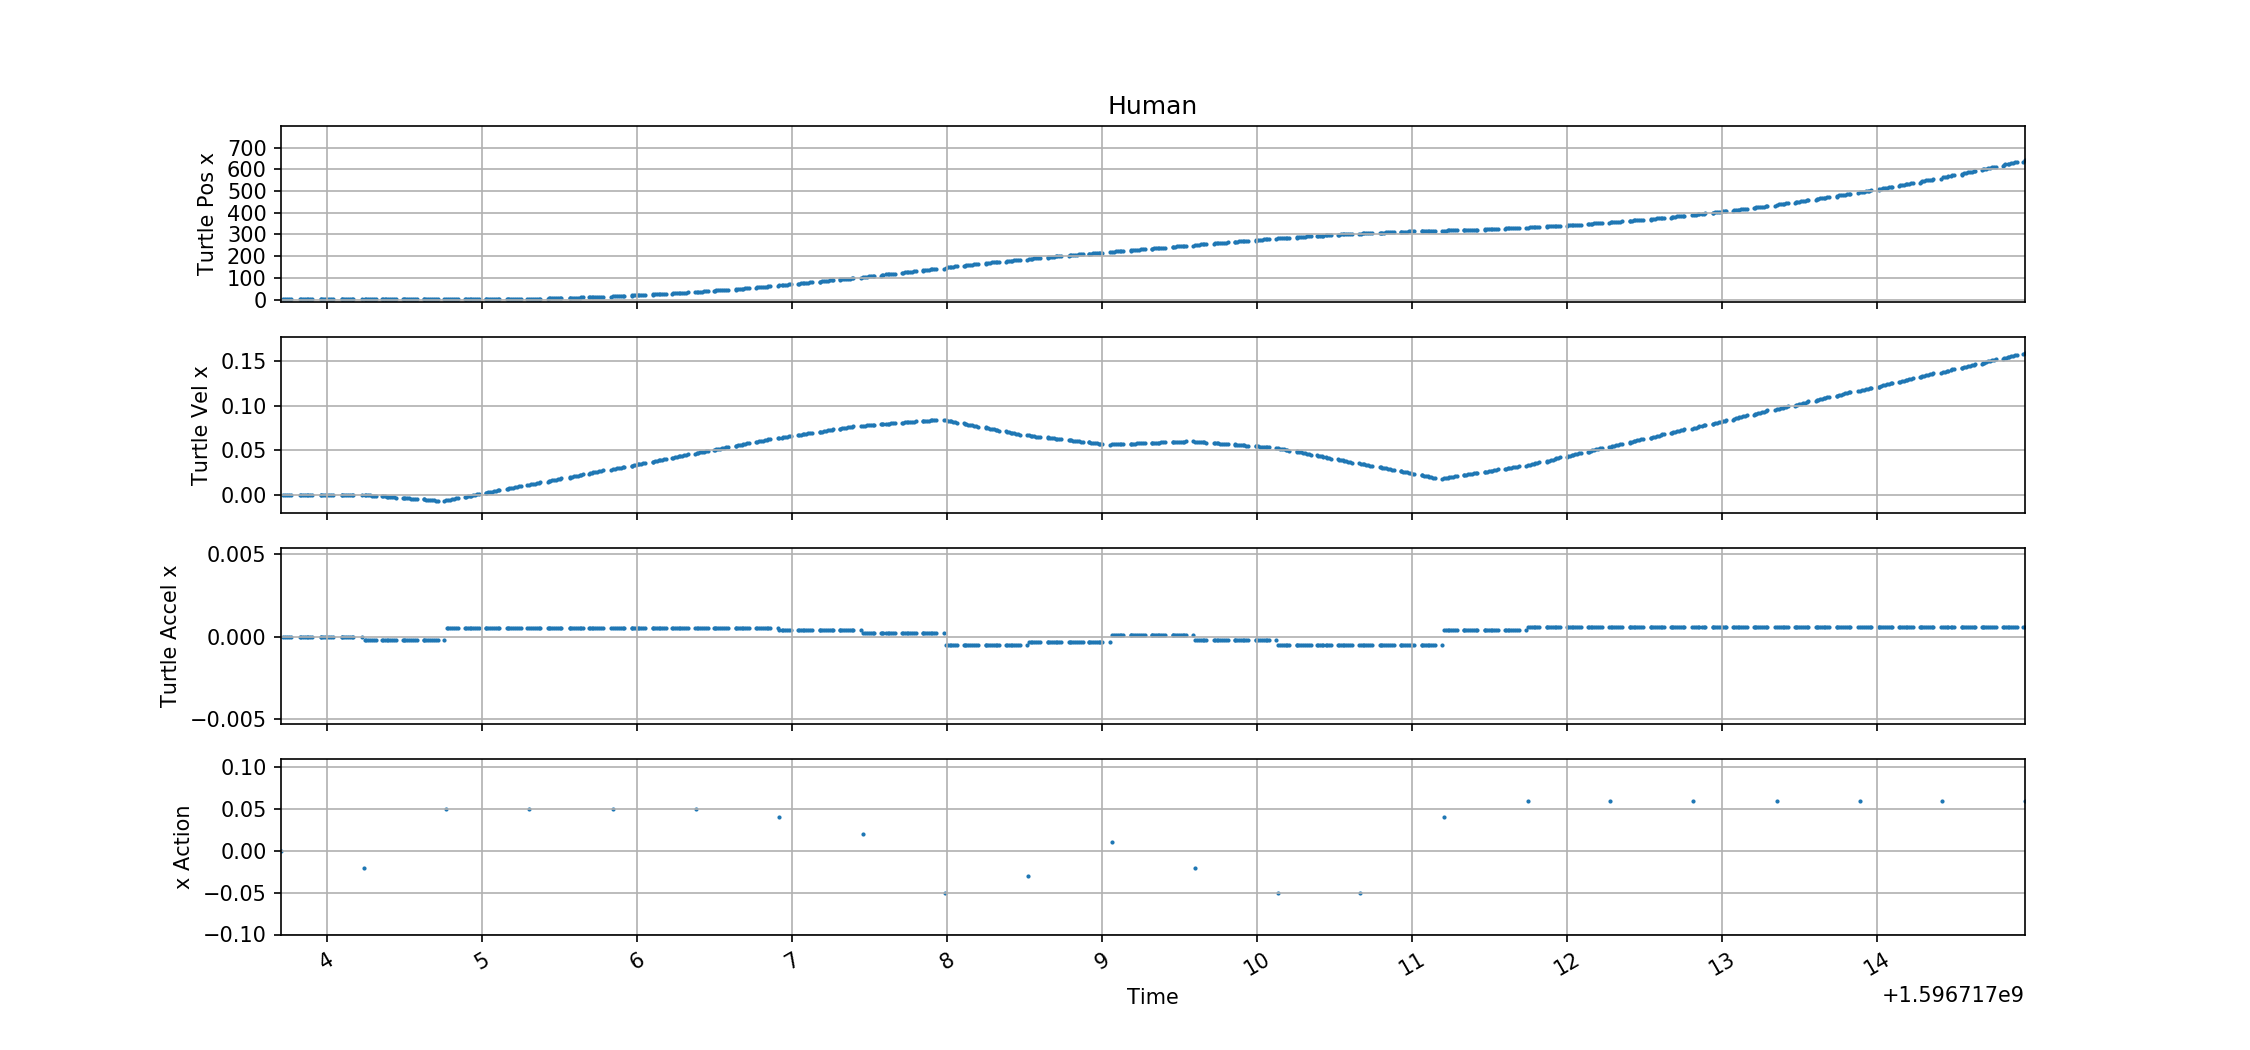 Human
Turtle Pos x
700
600
500
400
300
200
100
0
Turtle Vel x
0.15
0.10
0.05
0.00
Turtle Accel x
0.005
0.000
−0.005
x Action
0.10
0.05
0.00
−0.05
−0.10
4 5 6 7 8 9 10 11 12 13 14
Time
+1.596717e9